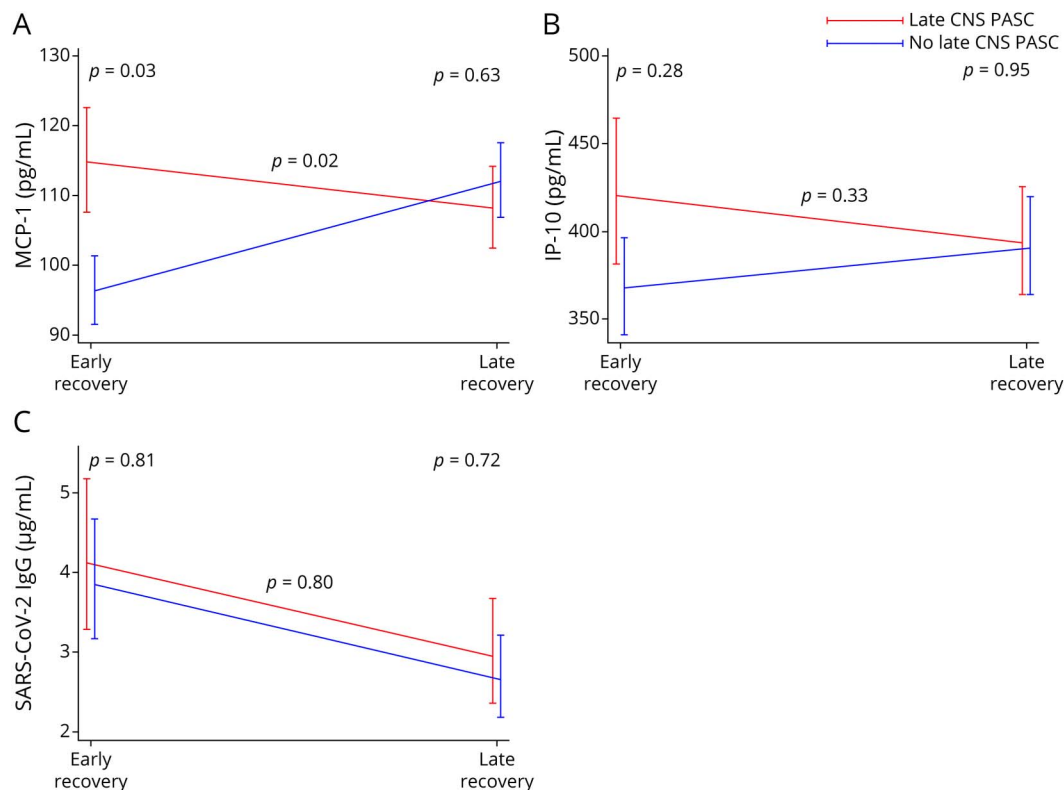 A
MCP-1 (pg/mL)
130
120
110
100
90
p = 0.03
p = 0.63
p = 0.02
Early
recovery
Late
recovery
B
Late CNS PASC
No late CNS PASC
IP-10 (pg/mL)
500
450
400
350
p = 0.28
p = 0.95
p = 0.33
Early
recovery
Late
recovery
C
SARS-CoV-2 IgG (μg/mL)
5
4
3
2
p = 0.81
p = 0.72
p = 0.80
Early
recovery
Late
recovery